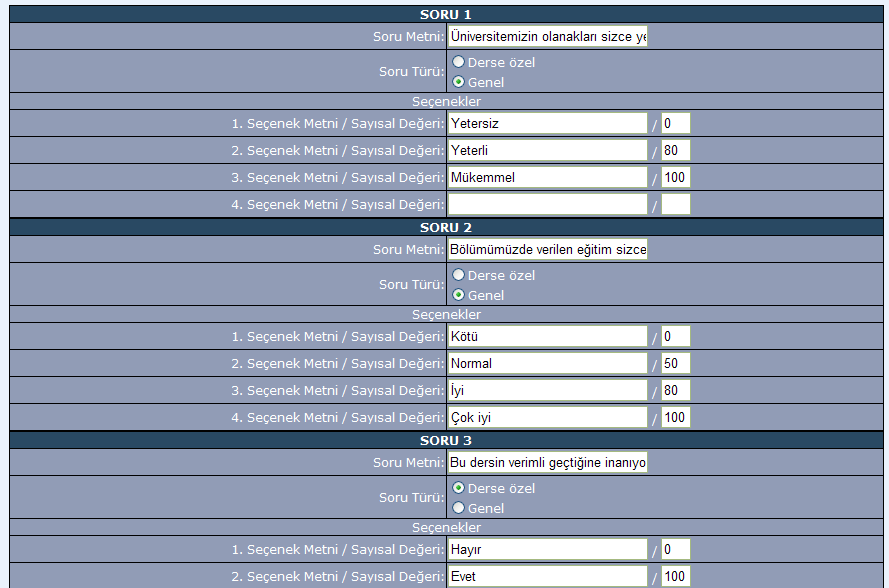 SORU 1
Soru Metni: Üniversitemizin olanakları sizce
Soru Türü: Derse özel
Genel
Seçenekler
1. Seçenek Metni / Sayısal Değeri: Yetersiz / 0
2. Seçenek Metni / Sayısal Değeri: Yeterli / 80
3. Seçenek Metni / Sayısal Değeri: Mükemmel / 100
4. Seçenek Metni / Sayısal Değeri: /
SORU 2
Soru Metni: Bölümümüzde verilen eğitim sizce
Soru Türü: Derse özel
Genel
Seçenekler
1. Seçenek Metni / Sayısal Değeri: Kötü / 0
2. Seçenek Metni / Sayısal Değeri: Normal / 50
3. Seçenek Metni / Sayısal Değeri: İyi / 80
4. Seçenek Metni / Sayısal Değeri: Çok iyi / 100
SORU 3
Soru Metni: Bu dersin verimli geçtiğine inanıyo
Soru Türü: Derse özel
Genel
Seçenekler
1. Seçenek Metni / Sayısal Değeri: Hayır / 0
2. Seçenek Metni / Sayısal Değeri: Evet / 100